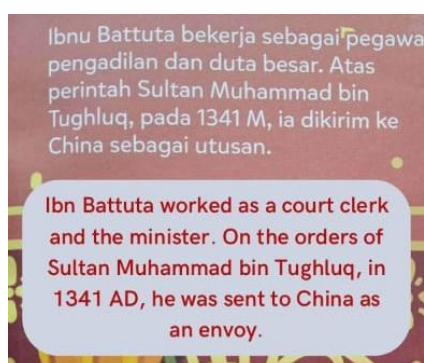 Ibnu Battuta bekerja sebagai pegawa
pengadilan dan duta besar. Atas
perintah Sultan Muhammad bin
Tughluq, pada 1341 M, ia dikirim ke
China sebagai utusan.
Ibn Battuta worked as a court clerk
and the minister. On the orders of
Sultan Muhammad bin Tughluq, in
1341 AD, he was sent to China as
an envoy.